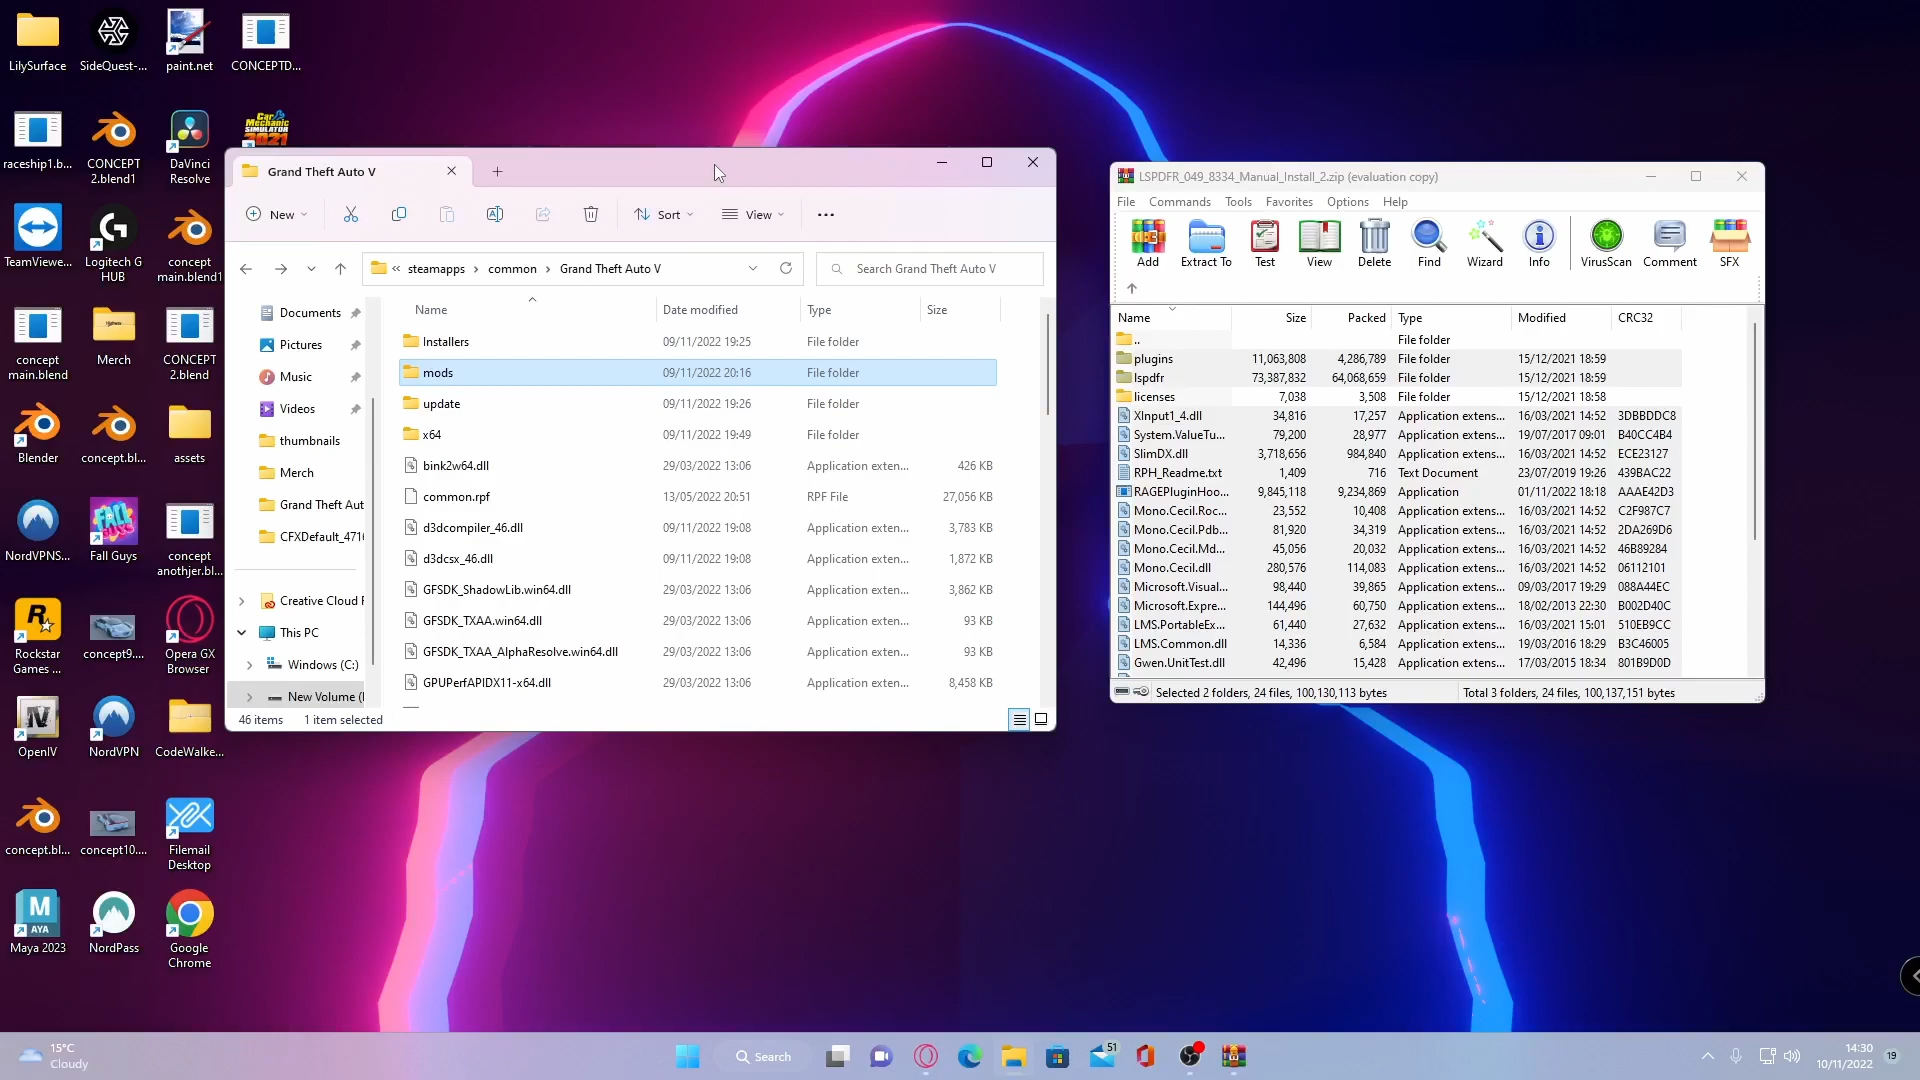 LilySurface
SideQuest-...
paint.net
CONCEPTD...
raceship1.b...
CONCEPT
2.blend1
DaVinci
Resolve
Car
Mechanic
SIMULATOR
2021
TeamViewe...
Logitech G
HUB
concept
main.blend1
concept
main.blend
Merch
CONCEPT
2.blend
Blender
concept.bl...
assets
NordVPNS...
Fall Guys
concept
anothjer.bl...
Rockstar
Games ...
concept9....
Opera GX
Browser
OpenIV
NordVPN
CodeWalke...
concept.bl...
concept10....
Filemail
Desktop
Maya 2023
NordPass
Google
Chrome
Grand Theft Auto V
New
Sort
View
steamapps
common
Grand Theft Auto V
Search Grand Theft Auto V
Documents
Pictures
Music
Videos
thumbnails
Merch
Grand Theft Aut
CFXDefault_4716
Creative Cloud F
This PC
Windows (C:)
New Volume (I
Name Date modified Type Size
Installers 09/11/2022 19:25 File folder
mods 09/11/2022 20:16 File folder
update 09/11/2022 19:26 File folder
x64 09/11/2022 19:49 File folder
bink2w64.dll 29/03/2022 13:06 Application exten... 426 KB
common.rpf 13/05/2022 20:51 RPF File 27,056 KB
d3dcompiler_46.dll 09/11/2022 19:08 Application exten... 3,783 KB
d3dcsx_46.dll 09/11/2022 19:08 Application exten... 1,872 KB
GFSDK_ShadowLib.win64.dll 29/03/2022 13:06 Application exten... 3,862 KB
GFSDK_TXAA.win64.dll 29/03/2022 13:06 Application exten... 93 KB
GFSDK_TXAA_AlphaResolve.win64.dll 29/03/2022 13:06 Application exten... 93 KB
GPUPerfAPIDX11-x64.dll 29/03/2022 13:06 Application exten... 8,458 KB
46 items 1 item selected
LSPDFR_049_8334_Manual_Install_2.zip (evaluation copy)
File Commands Tools Favorites Options Help
Add Extract To Test View Delete Find Wizard Info VirusScan Comment SFX
Name Size Packed Type Modified CRC32
.. File folder
plugins 11,063,808 4,286,789 File folder 15/12/2021 18:59
lspdfr 73,387,832 64,068,659 File folder 15/12/2021 18:59
licenses 7,038 3,508 File folder 15/12/2021 18:58
XInput1_4.dll 34,816 17,257 Application extens... 16/03/2021 14:52 3DBBDDC8
System.ValueTu... 79,200 28,977 Application extens... 19/07/2017 09:01 B40CC4B4
SlimDX.dll 3,718,656 984,840 Application extens... 16/03/2021 14:52 ECE23127
RPH_Readme.txt 1,409 716 Text Document 23/07/2019 19:26 439BAC22
RAGEPluginHoo... 9,845,118 9,234,869 Application 01/11/2022 18:18 AAAE42D3
Mono.Cecil.Roc... 23,552 10,408 Application extens... 16/03/2021 14:52 C2F987C7
Mono.Cecil.Pdb... 81,920 34,319 Application extens... 16/03/2021 14:52 2DA269D6
Mono.Cecil.Md... 45,056 20,032 Application extens... 16/03/2021 14:52 46B89284
Mono.Cecil.dll 280,576 114,083 Application extens... 16/03/2021 14:52 06112101
Microsoft.Visual... 98,440 39,865 Application extens... 09/03/2017 19:29 088A44EC
Microsoft.Expre... 144,496 60,750 Application extens... 18/02/2013 22:30 B002D40C
LMS.PortableEx... 61,440 27,632 Application extens... 16/03/2021 15:01 510EB9CC
LMS.Common.dll 14,336 6,584 Application extens... 19/03/2016 18:29 B3C46005
Gwen.UnitTest.dll 42,496 15,428 Application extens... 17/03/2015 18:34 801B9D0D
Selected 2 folders, 24 files, 100,130,113 bytes Total 3 folders, 24 files, 100,137,151 bytes
15°C
Cloudy
Search
51
14:30
10/11/2022
19